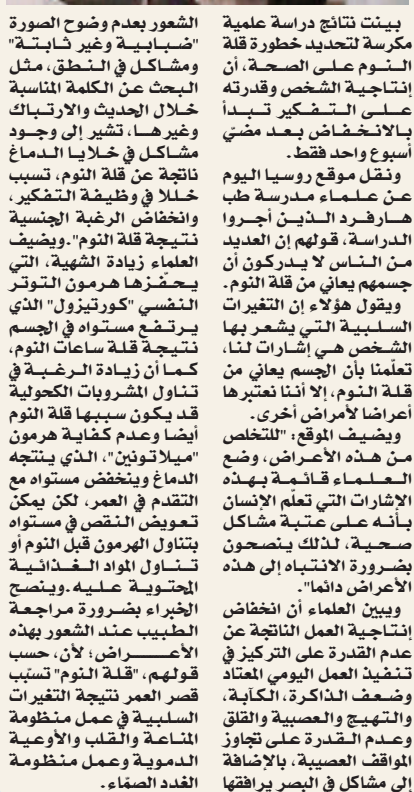 بينت نتائج دراسة علمية
مكرسة لتحديد خطورة قلة
النوم على الصحة، أن
إنتاجية الشخص وقدرته
على التفكير تبدأ
بالانخفاض بعد مضيّ
أسبوع واحد فقط.
ونقل موقع روسيا اليوم
عن علماء مدرسة طب
هارفرد الذين أجروا
الدراسة، قولهم إن العديد
من الناس لا يدركون أن
جسمهم يعاني من قلة النوم.
ويقول هؤلاء إن التغيرات
السلبية التي يشعر بها
الشخص هي إشارات لنا،
تعلّمنا بأن الجسم يعاني من
قلة النوم، إلا أننا نعتبرها
أعراضا لأمراض أخرى.
ويضيف الموقع: "للتخلص
من هذه الأعراض، وضع
العلماء قائمة بهذه
الإشارات التي تعلّم الإنسان
بأنه على عتبة مشاكل
صحية، لذلك ينصحون
بضرورة الانتباه إلى هذه
الأعراض دائما".
ويبين العلماء أن انخفاض
إنتاجية العمل الناتجة عن
عدم القدرة على التركيز في
تنفيذ العمل اليومي المعتاد
وضعف الذاكرة، الكآبة،
والتهيج والعصبية والقلق
وعدم القدرة على تجاوز
المواقف العصيبة، بالإضافة
إلى مشاكل في البصر يرافقها
الشعور بعدم وضوح الصورة
"ضبابية وغير ثابتة"
ومشاكل في النطق، مثل
البحث عن الكلمة المناسبة
خلال الحديث والارتباك
وغيرها، تشير إلى وجود
مشاكل في خلايا الدماغ
ناتجة عن قلة النوم، تسبب
خللا في وظيفة التفكير،
وانخفاض الرغبة الجنسية
نتيجة قلة النوم".ويضيف
العلماء زيادة الشهية، التي
يحفّزها هرمون التوتر
النفسي "كورتيزول" الذي
يرتفع مستواه في الجسم
نتيجة قلة ساعات النوم،
كما أن زيادة الرغبة في
تناول المشروبات الكحولية
قد يكون سببها قلة النوم
أيضا وعدم كفاية هرمون
"ميلاتونين"، الذي ينتجه
الدماغ وينخفض مستواه مع
التقدم في العمر، لكن يمكن
تعويض النقص في مستواه
بتناول الهرمون قبل النوم أو
تناول المواد الغذائية
المحتوية عليه.وينصح
الخبراء بضرورة مراجعة
الطبيب عند الشعور بهذه
الأعراض؛ لأن، حسب
قولهم، "قلة النوم" تسبّب
قصر العمر نتيجة التغيرات
السلبية في عمل منظومة
المناعة والقلب والأوعية
الدموية وعمل منظومة
الغدد الصمّاء.